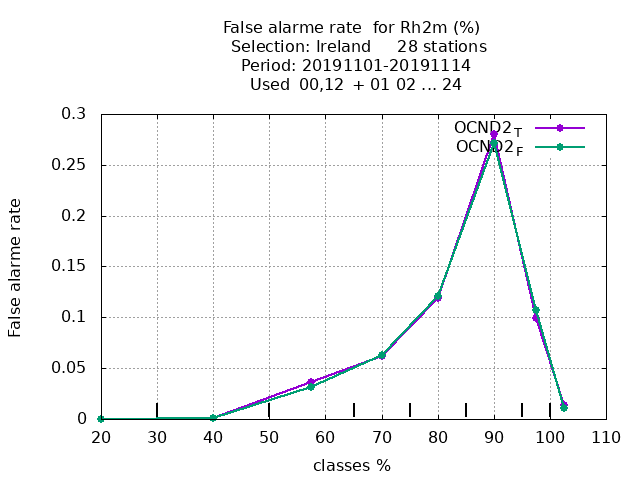 False alarme rate  for Rh2m (%)
Selection: Ireland     28 stations
Period: 20191101-20191114
Used  00,12  + 01 02 ... 24
OCND2T
OCND2F
0.3
0.25
0.2
0.15
0.1
0.05
0
False alarme rate
20 30 40 50 60 70 80 90 100 110
classes %